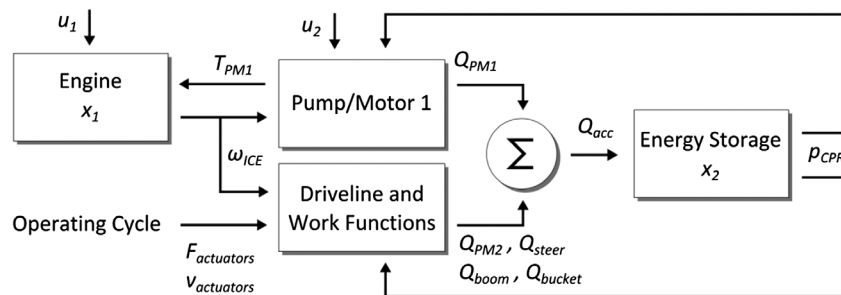 u1
u2
TPM1
QPM1
Engine
x1
Pump/Motor 1
Qacc
Σ
Energy Storage
x2
pCPR
ωICE
Driveline and
Work Functions
Operating Cycle
Factuators
vactuators
QPM2 , Qsteer
Qboom , Qbucket